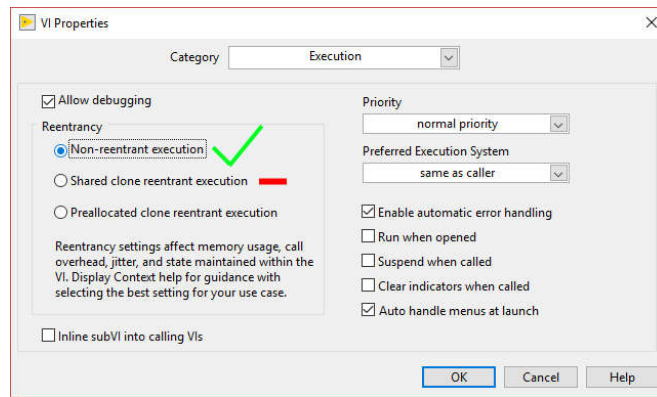 VI Properties
Category
Execution
Allow debugging
Reentrancy
Non-reentrant execution
Shared clone reentrant execution
Preallocated clone reentrant execution
Reentrancy settings affect memory usage, call
overhead, jitter, and state maintained within the
VI. Display Context help for guidance with
selecting the best setting for your use case.
Inline subVI into calling VIs
Priority
normal priority
Preferred Execution System
same as caller
Enable automatic error handling
Run when opened
Suspend when called
Clear indicators when called
Auto handle menus at launch
OK
Cancel
Help